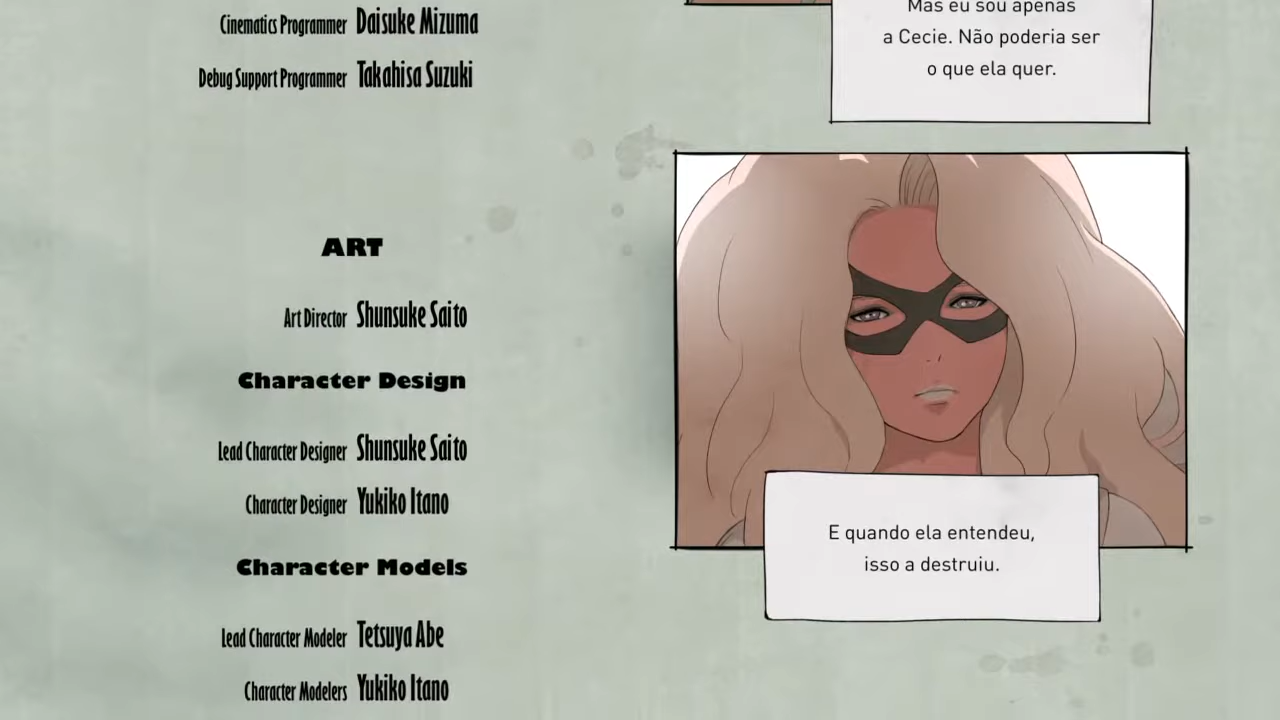 Cinematics Programmer Daisuke Mizuma
Debug Support Programmer Takahisa Suzuki
ART
Art Director Shunsuke Saito
Character Design
Lead Character Designer Shunsuke Saito
Character Designer Yukiko Itano
Character Models
Lead Character Modeler Tetsuya Abe
Character Modelers Yukiko Itano
Mas eu sou apenas
a Cecie. Não poderia ser
o que ela quer.
E quando ela entendeu,
isso a destruiu.